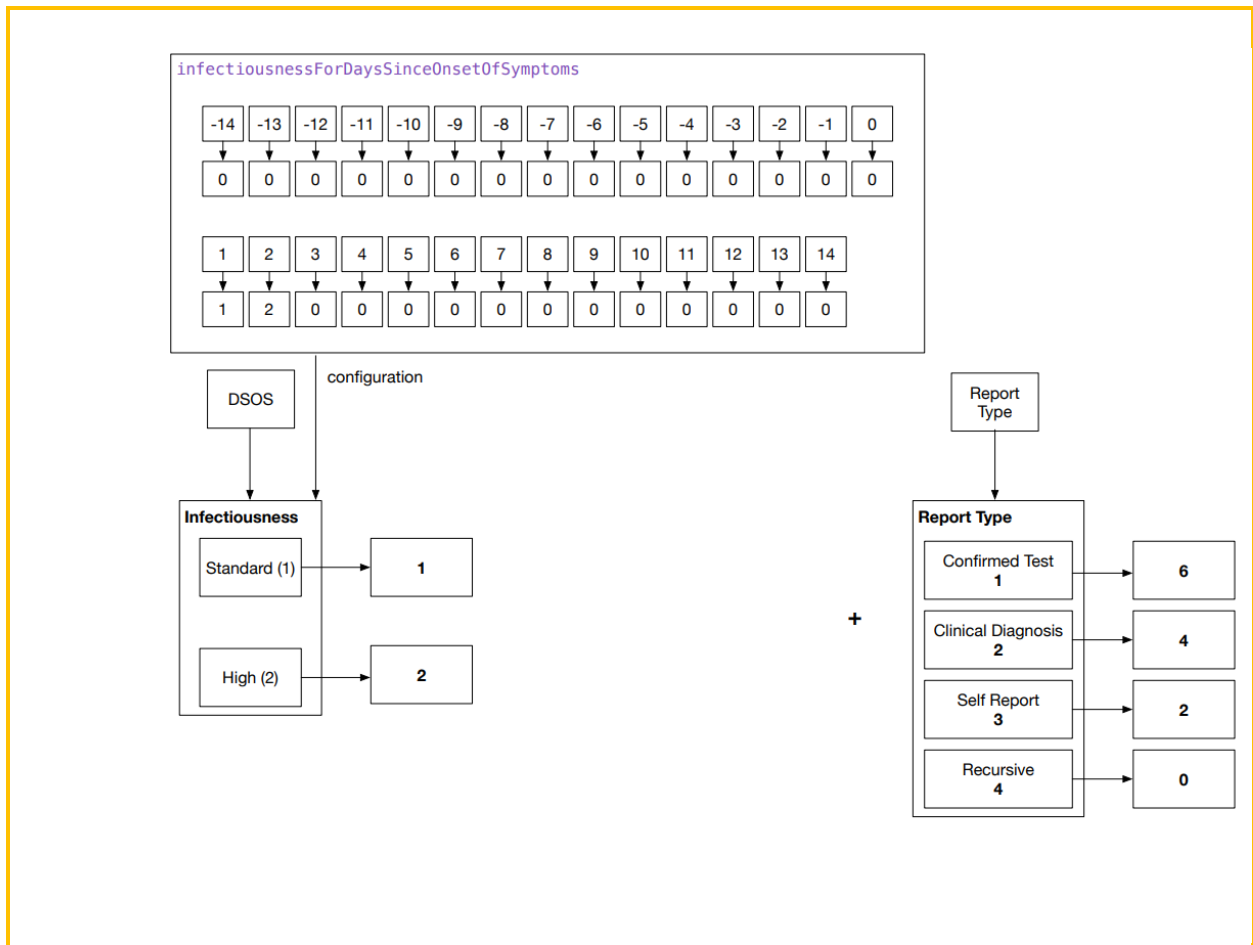 infectiousnessForDaysSinceOnsetOfSymptoms
-14 -13 -12 -11 -10 -9 -8 -7 -6 -5 -4 -3 -2 -1 0
0 0 0 0 0 0 0 0 0 0 0 0 0 0 0
1 2 3 4 5 6 7 8 9 10 11 12 13 14
1 2 0 0 0 0 0 0 0 0 0 0 0 0
configuration
DSOS
Report
Type
Infectiousness
Standard (1)
1
High (2)
2
+
Report Type
Confirmed Test
1
6
Clinical Diagnosis
2
4
Self Report
3
2
Recursive
4
0